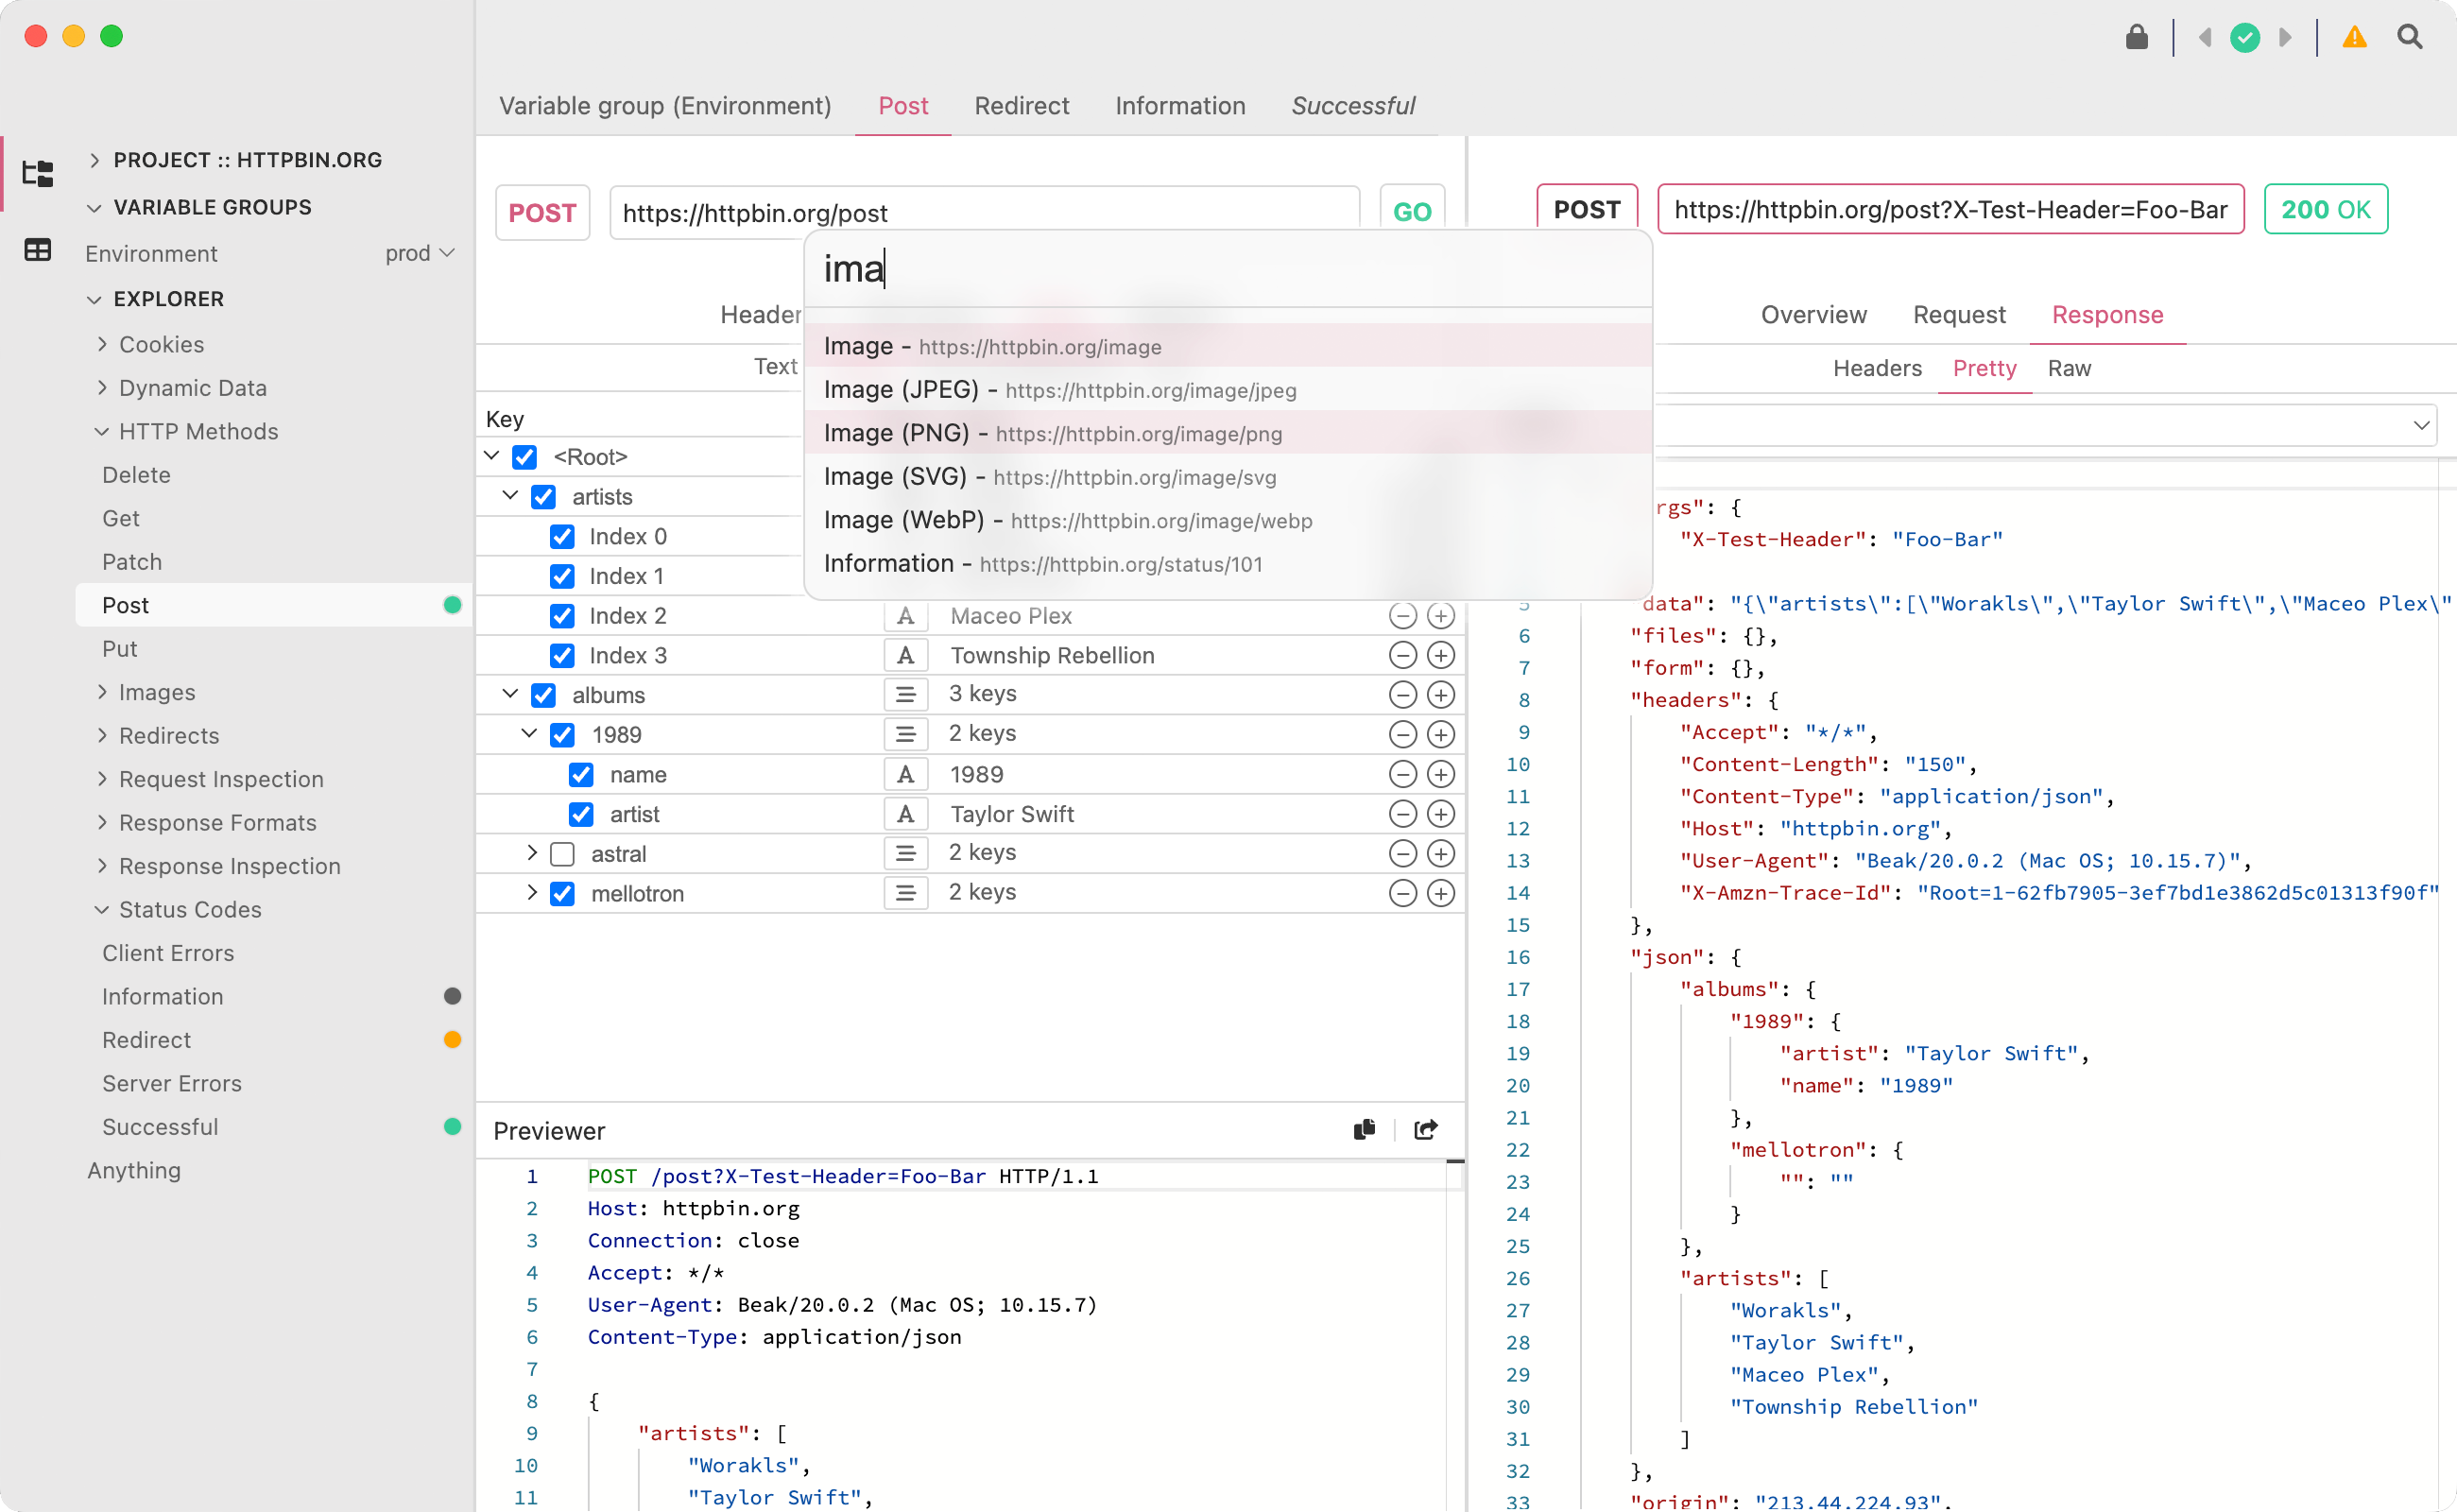 Variable group (Environment) Post Redirect Information Successful
PROJECT :: HTTPBIN.ORG
VARIABLE GROUPS
Environment prod
EXPLORER
Cookies
Dynamic Data
HTTP Methods
Delete
Get
Patch
Post
Put
Images
Redirects
Request Inspection
Response Formats
Response Inspection
Status Codes
Client Errors
Information
Redirect
Server Errors
Successful
Anything
POST https://httpbin.org/post GO
ima
Image - https://httpbin.org/image
Image (JPEG) - https://httpbin.org/image/jpeg
Image (PNG) - https://httpbin.org/image/png
Image (SVG) - https://httpbin.org/image/svg
Image (WebP) - https://httpbin.org/image/webp
Information - https://httpbin.org/status/101
Header
Text
Key
<Root>
artists
Index 0
Index 1
Index 2 A Maceo Plex
Index 3 A Township Rebellion
albums 3 keys
1989 2 keys
name A 1989
artist A Taylor Swift
astral 2 keys
mellotron 2 keys
Previewer
1 POST /post?X-Test-Header=Foo-Bar HTTP/1.1
2 Host: httpbin.org
3 Connection: close
4 Accept: */*
5 User-Agent: Beak/20.0.2 (Mac OS; 10.15.7)
6 Content-Type: application/json
7
8 {
9 "artists": [
10 "Worakls",
11 "Taylor Swift",
POST https://httpbin.org/post?X-Test-Header=Foo-Bar 200 OK
Overview Request Response
Headers Pretty Raw
rgs": {
"X-Test-Header": "Foo-Bar"
5 data": "{\"artists\":[\"Worakls\",\"Taylor Swift\",\"Maceo Plex\"
6 "files": {},
7 "form": {},
8 "headers": {
9 "Accept": "*/*",
10 "Content-Length": "150",
11 "Content-Type": "application/json",
12 "Host": "httpbin.org",
13 "User-Agent": "Beak/20.0.2 (Mac OS; 10.15.7)",
14 "X-Amzn-Trace-Id": "Root=1-62fb7905-3ef7bd1e3862d5c01313f90f"
15 },
16 "json": {
17 "albums": {
18 "1989": {
19 "artist": "Taylor Swift",
20 "name": "1989"
21 },
22 "mellotron": {
23 "": ""
24 }
25 },
26 "artists": [
27 "Worakls",
28 "Taylor Swift",
29 "Maceo Plex",
30 "Township Rebellion"
31 ]
32 },
33 "origin": "213.44.224.93",